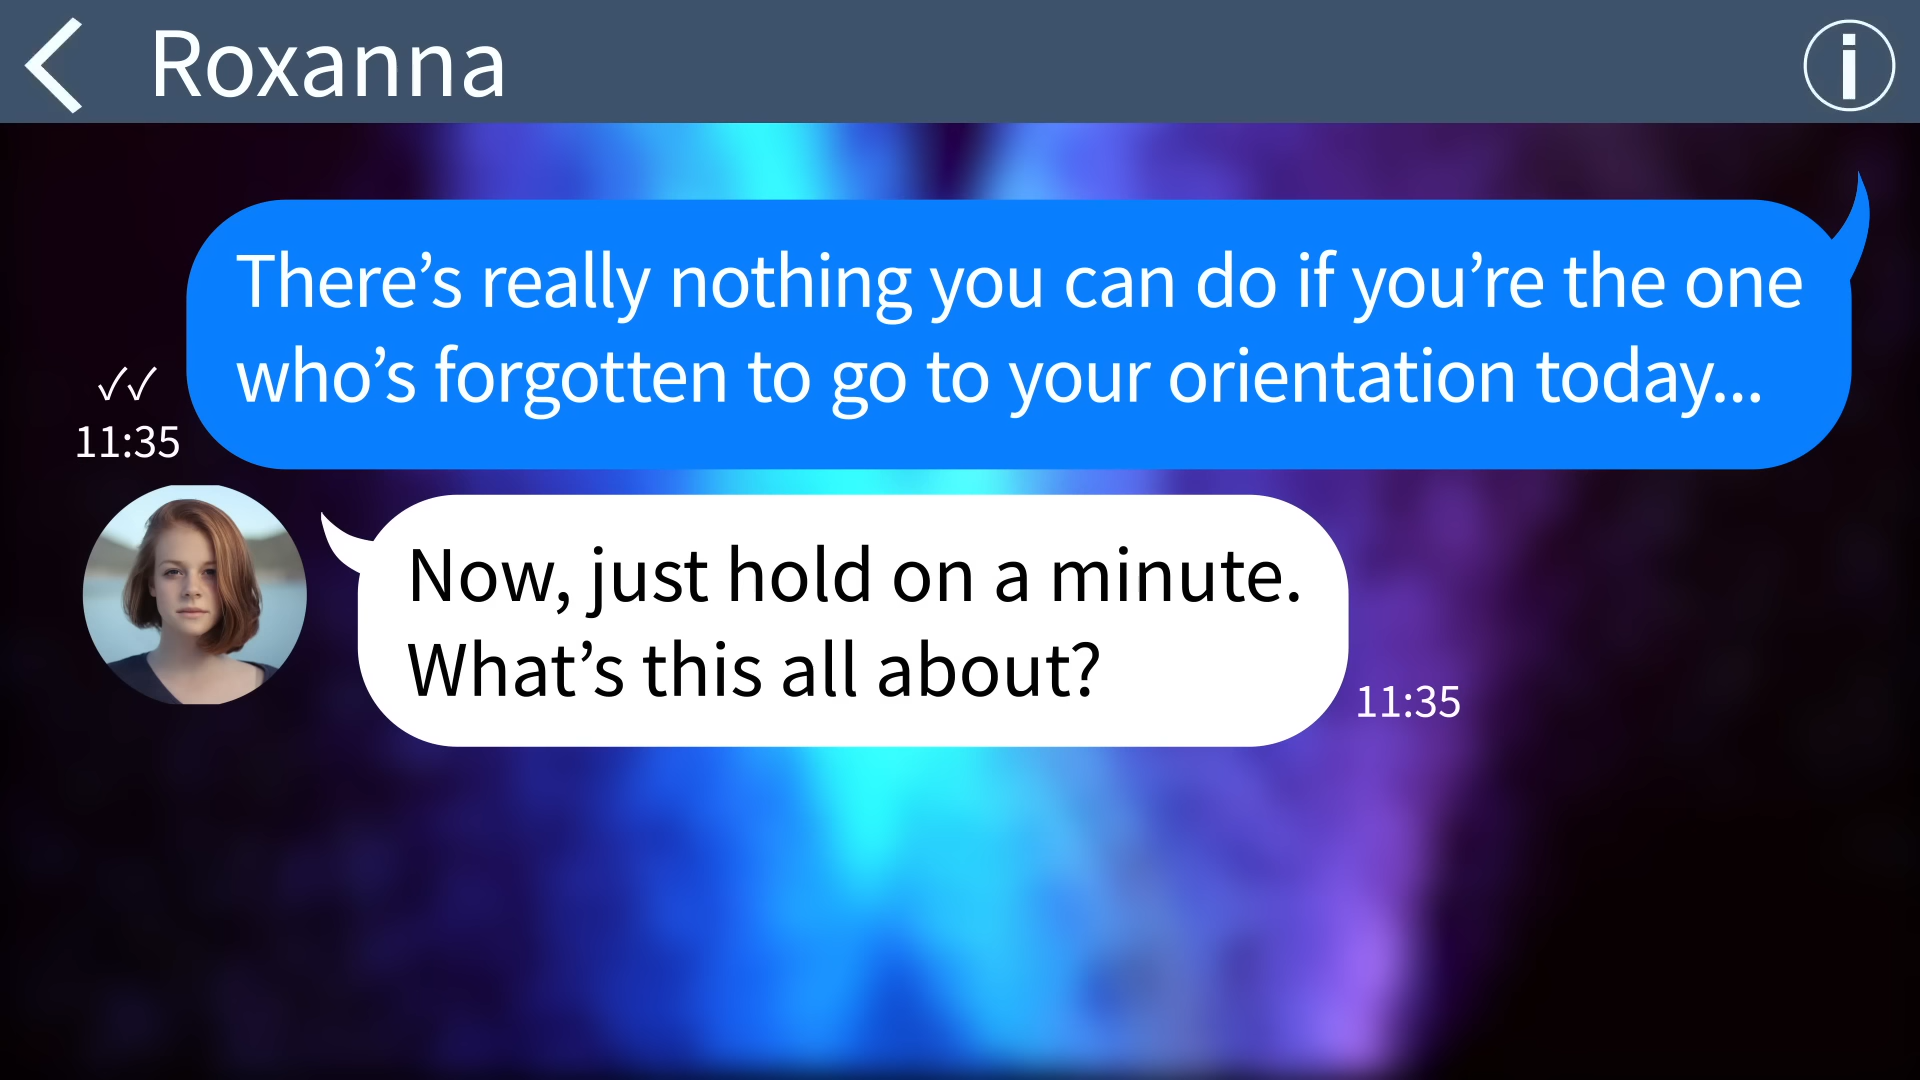 Roxanna
There’s really nothing you can do if you’re the one
who’s forgotten to go to your orientation today...
✓✓
11:35
Now, just hold on a minute.
What’s this all about?
11:35